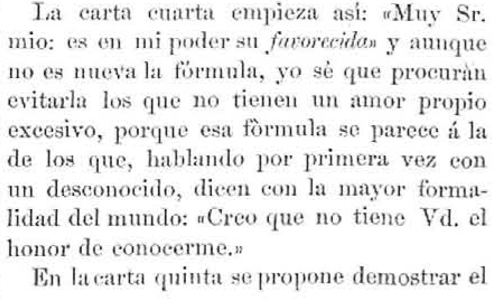 La carta cuarta empieza así: «Muy Sr.
mio: es en mi poder su favorecida» y aunque
no es nueva la fórmula, yo sé que procuran
evitarla los que no tienen un amor propio
excesivo, porque esa fòrmula se parece á la
de los que, hablando por primera vez con
un desconocido, dicen con la mayor forma-
lidad del mundo: «Creo que no tiene Vd. el
honor de conocerme.»
En la carta quinta se propone demostrar el